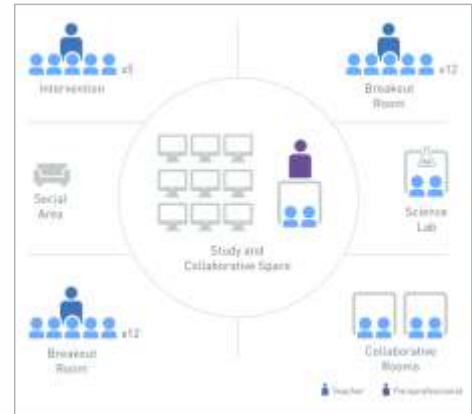 x5
Intervention
x12
Breakout
Room
Social
Area
Study and
Collaborative Space
Science
Lab
x12
Breakout
Room
Collaborative
Rooms
Teacher
Paraprofessional